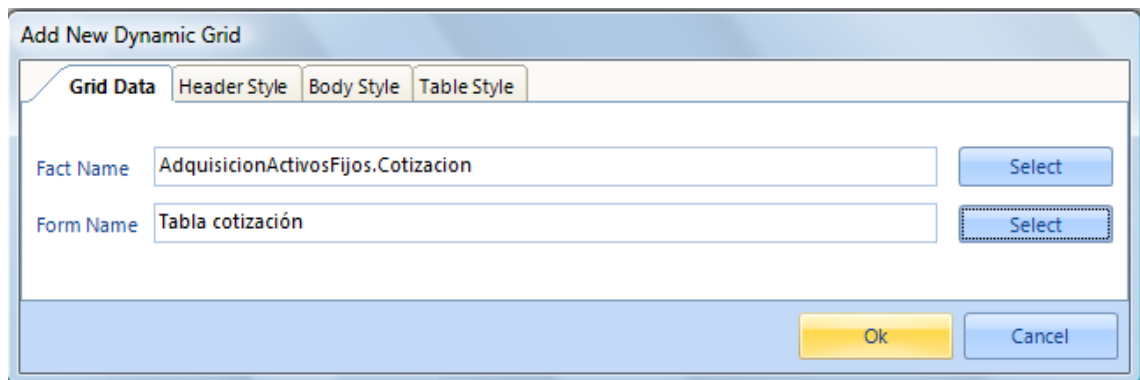 Add New Dynamic Grid
Grid Data Header Style Body Style Table Style
Fact Name AdquisicionActivosFijos.Cotizacion Select
Form Name Tabla cotización Select
Ok Cancel